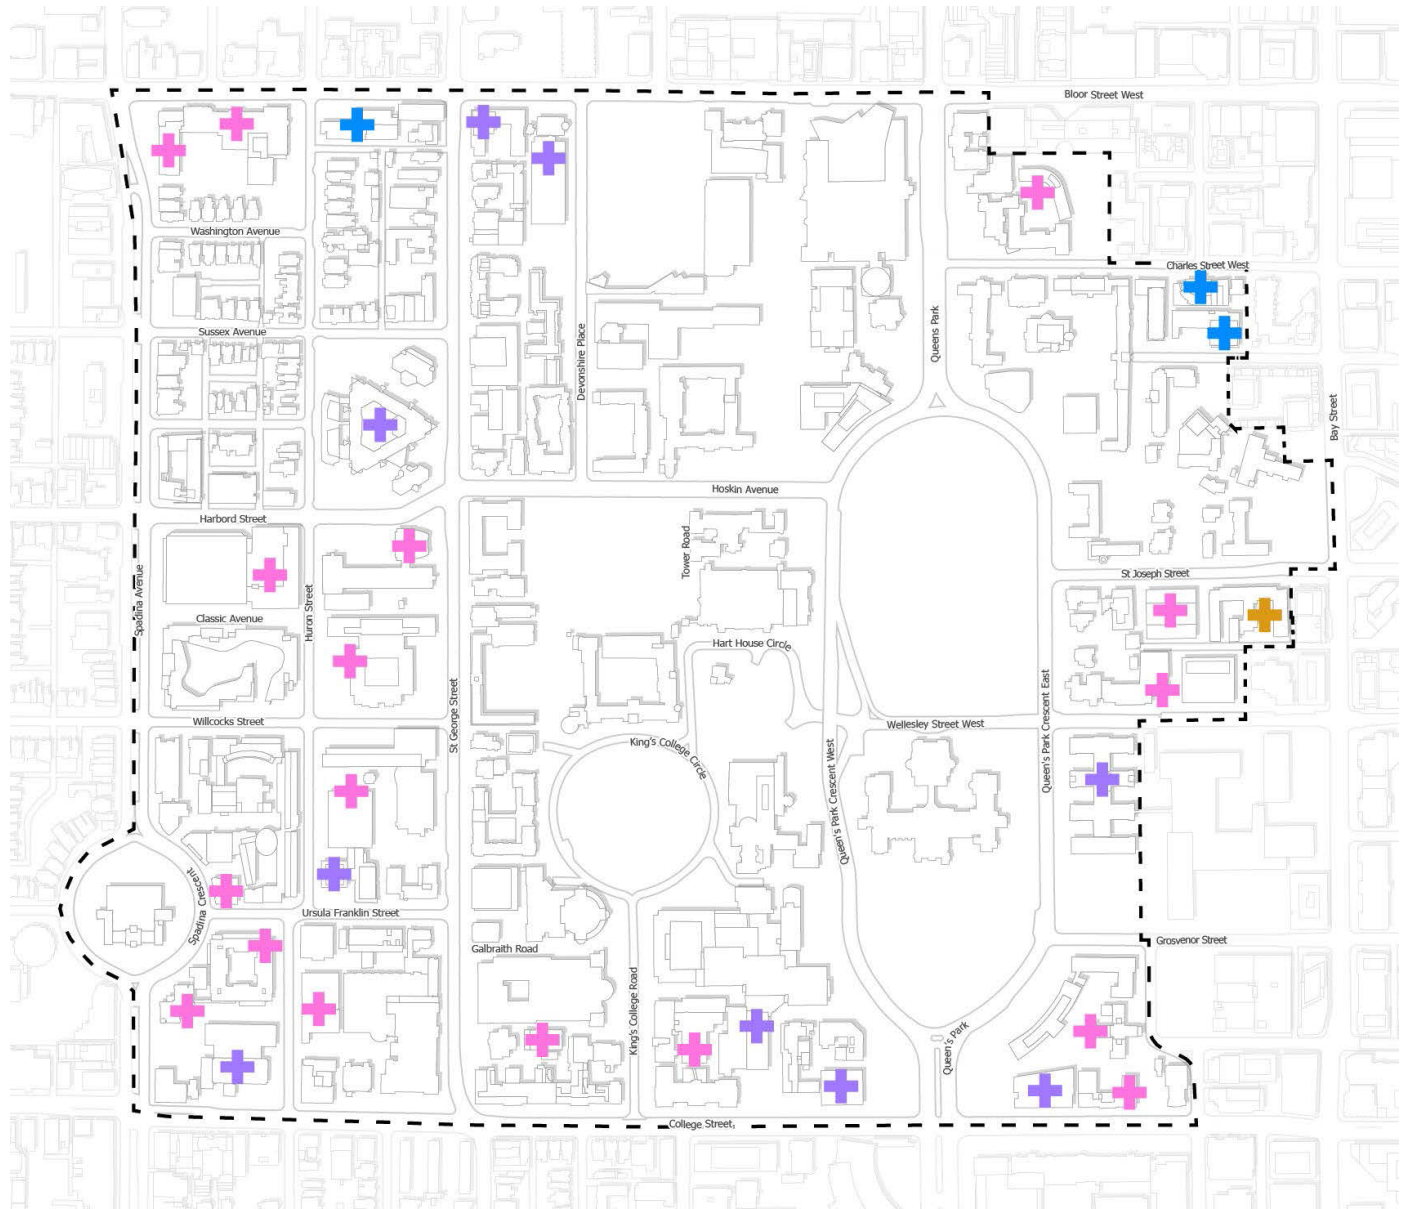 Bloor Street West
Washington Avenue
Charles Street West
Sussex Avenue
Devonshire Place
Queens Park
Bay Street
Hoskin Avenue
Harbord Street
Tower Road
St Joseph Street
Spadina Avenue
Huron Street
Classic Avenue
Hart House Circle
St George Street
Queen's Park Crescent East
Willcocks Street
Wellesley Street West
King's College Circle
Queen's Park Crescent West
Spadina Crescent
Ursula Franklin Street
Galbraith Road
Grosvenor Street
King's College Road
Queen's Park
College Street